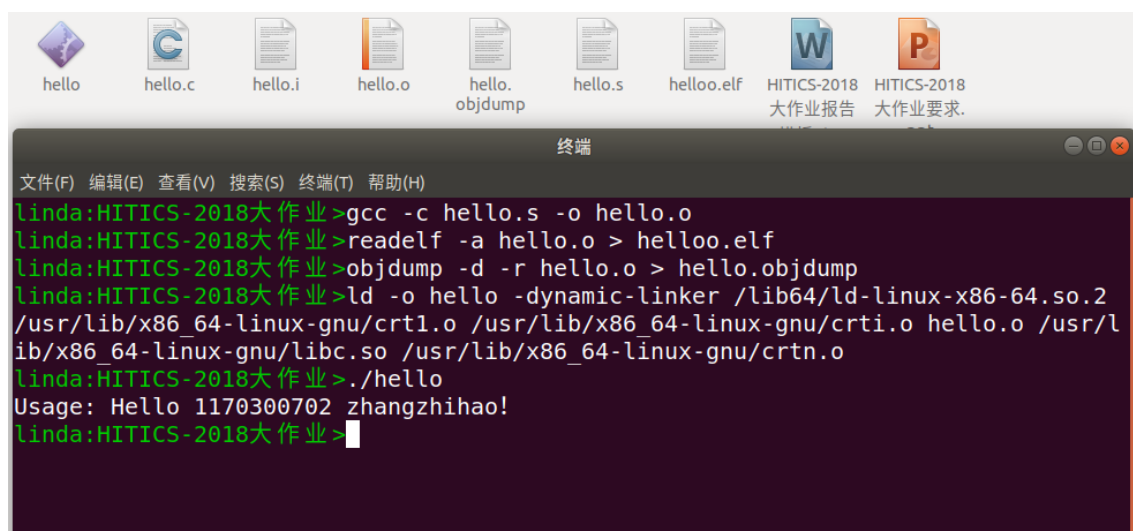 hello hello.c hello.i hello.o hello. hello.s helloo.elf HITICS-2018 HITICS-2018
objdump 大作业报告 大作业要求.
终端
文件(F) 编辑(E) 查看(V) 搜索(S) 终端(T) 帮助(H)
linda:HITICS-2018大作业>gcc -c hello.s -o hello.o
linda:HITICS-2018大作业>readelf -a hello.o > helloo.elf
linda:HITICS-2018大作业>objdump -d -r hello.o > hello.objdump
linda:HITICS-2018大作业>ld -o hello -dynamic-linker /lib64/ld-linux-x86-64.so.2
/usr/lib/x86_64-linux-gnu/crt1.o /usr/lib/x86_64-linux-gnu/crti.o hello.o /usr/l
ib/x86_64-linux-gnu/libc.so /usr/lib/x86_64-linux-gnu/crtn.o
linda:HITICS-2018大作业>./hello
Usage: Hello 1170300702 zhangzhihao!
linda:HITICS-2018大作业>